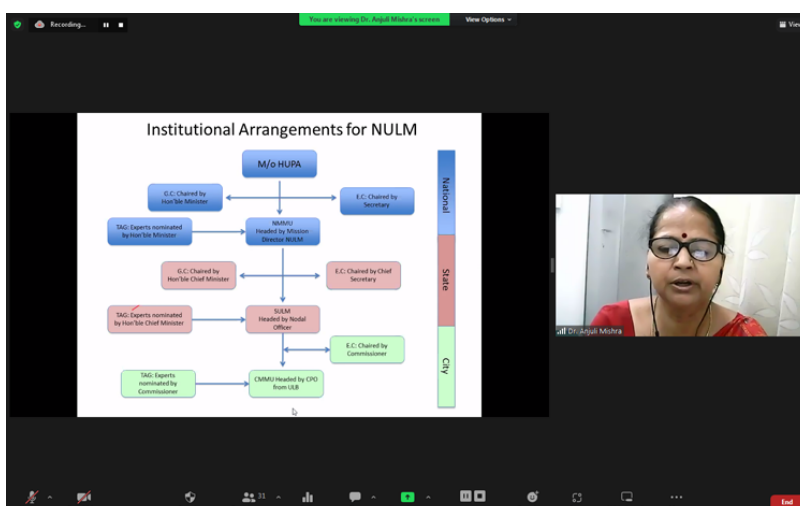 Recording...
You are viewing Dr. Anjuli Mishra's screen
View Options
View
Institutional Arrangements for NULM
M/o HUPA
G.C: Chaired by
Hon'ble Minister
E.C: Chaired by
Secretary
National
TAG: Experts nominated
by Hon'ble Minister
NMMU
Headed by Mission
Director NULM
G.C: Chaired by
Hon'ble Chief Minister
E.C: Chaired by Chief
Secretary
State
TAG: Experts nominated
by Hon'ble Chief Minister
SULM
Headed by Nodal
Officer
E.C: Chaired by
Commissioner
City
TAG: Experts
nominated by
Commissioner
CMMU Headed by CPO
from ULB
Dr. Anjuli Mishra
31
End